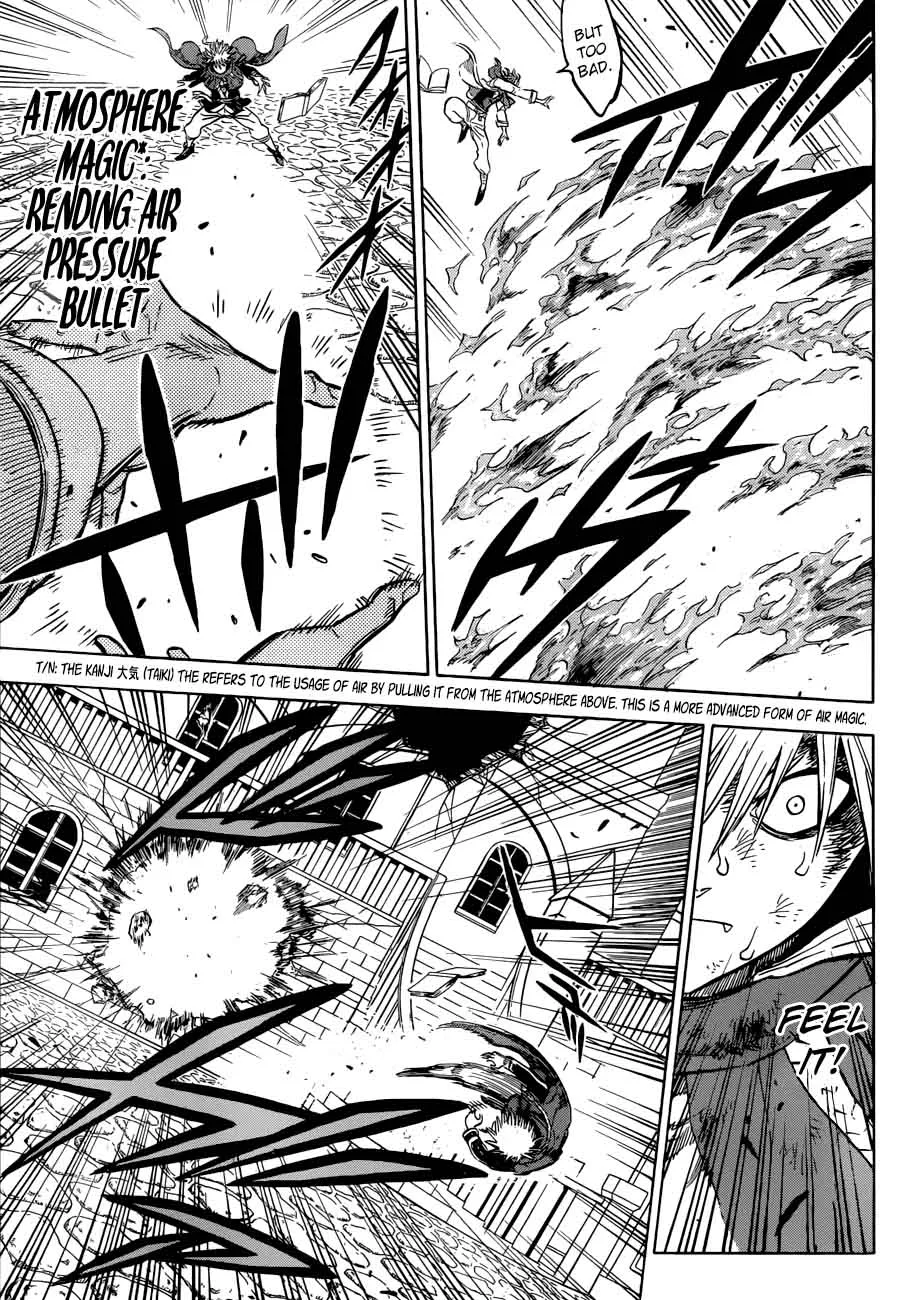 BUT
TOO
BAD.
ATMOSPHERE
MAGIC*:
RENDING AIR
PRESSURE
BULLET
T/N: THE KANJI 大気 (TAIKI) THE REFERS TO THE USAGE OF AIR BY PULLING IT FROM THE ATMOSPHERE ABOVE. THIS IS A MORE ADVANCED FORM OF AIR MAGIC.
FEEL
IT!